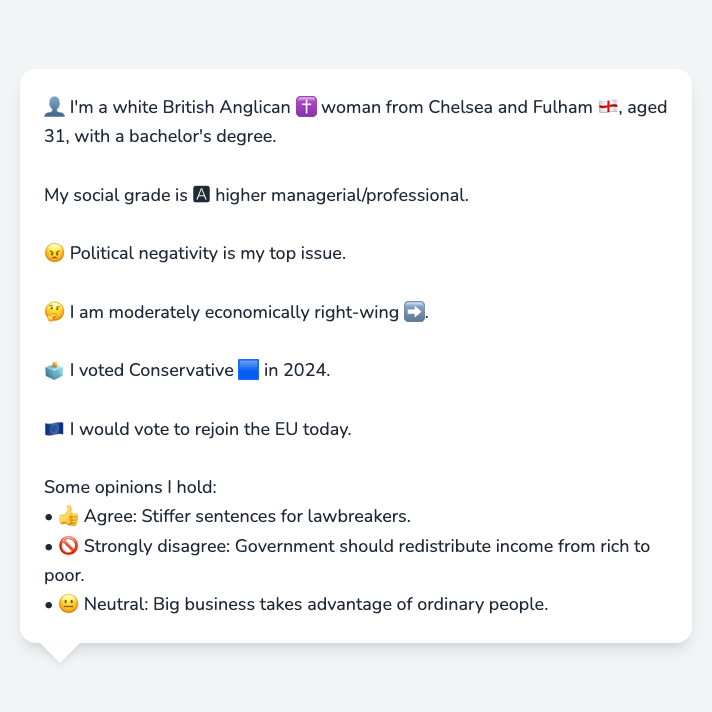 👤 I'm a white British Anglican ✝️ woman from Chelsea and Fulham 🏴󠁧󠁢󠁥󠁮󠁧󠁿, aged
31, with a bachelor's degree.
My social grade is 🅰 higher managerial/professional.
😠 Political negativity is my top issue.
🤔 I am moderately economically right-wing ➡️.
🗳️ I voted Conservative 🟦 in 2024.
🇪🇺 I would vote to rejoin the EU today.
Some opinions I hold:
• 👍 Agree: Stiffer sentences for lawbreakers.
• 🚫 Strongly disagree: Government should redistribute income from rich to
poor.
• 😐 Neutral: Big business takes advantage of ordinary people.